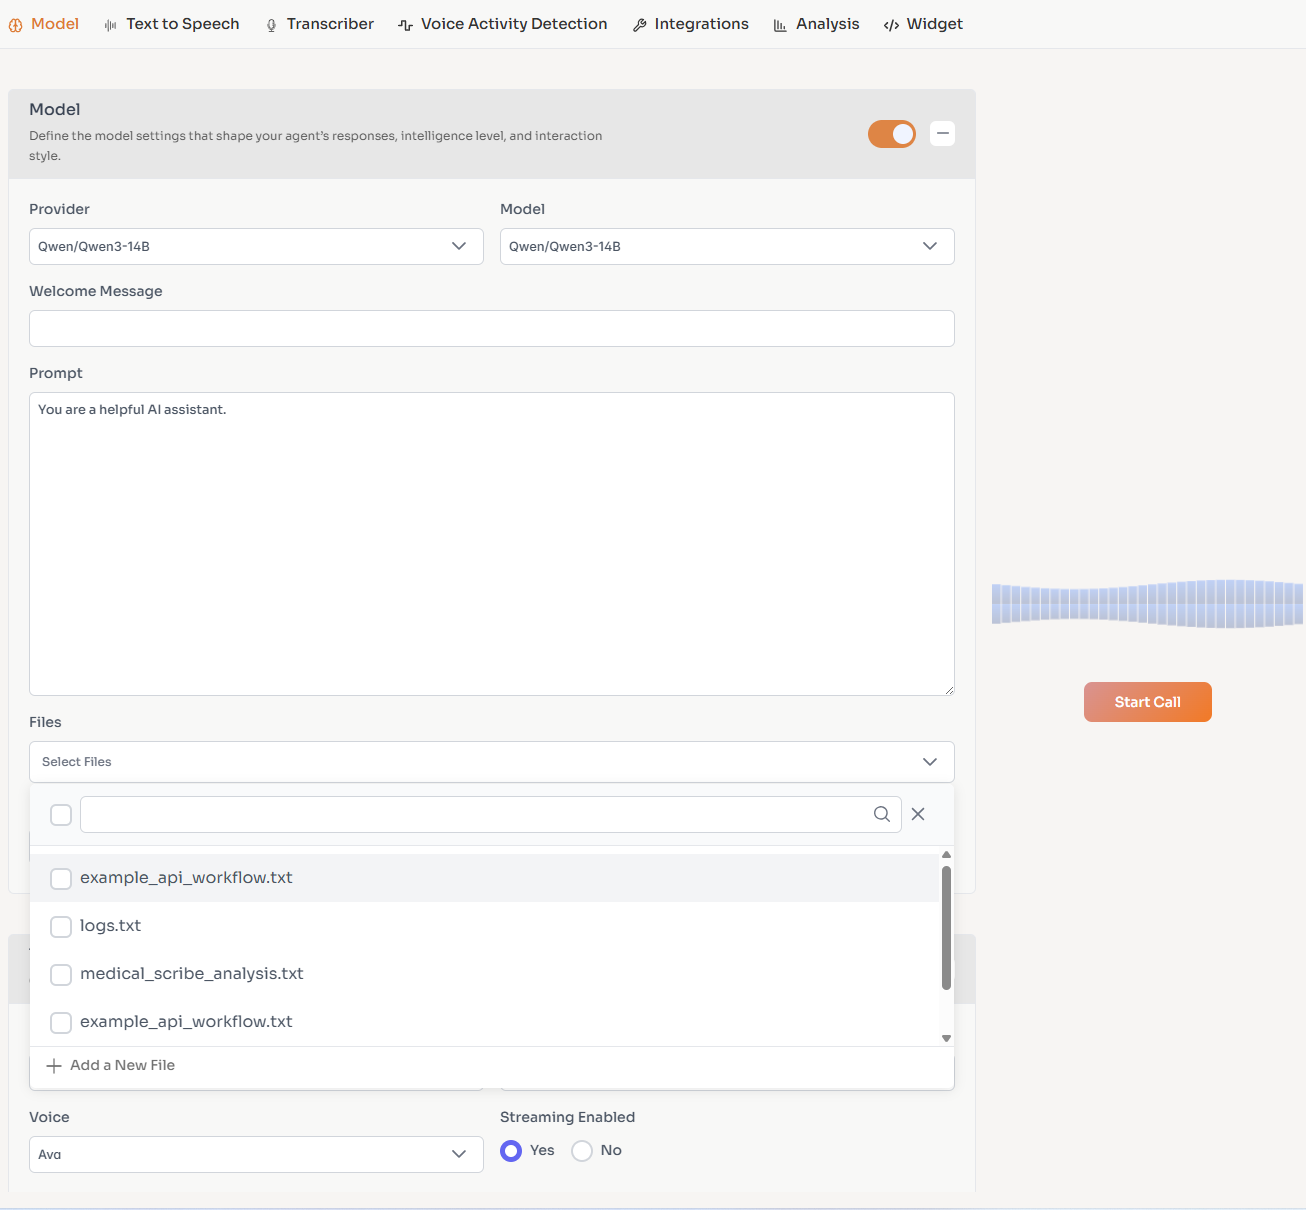 Model
Text to Speech
Transcriber
Voice Activity Detection
Integrations
Analysis
Widget
Model
Define the model settings that shape your agent's responses, intelligence level, and interaction
style.
Provider
Model
Qwen/Qwen3-14B
Qwen/Qwen3-14B
Welcome Message
Prompt
You are a helpful AI assistant.
Files
Select Files
Start Call
example_api_workflow.txt
logs.txt
medical_scribe_analysis.txt
example_api_workflow.txt
Add a New File
Voice
Streaming Enabled
Ava
Yes
No